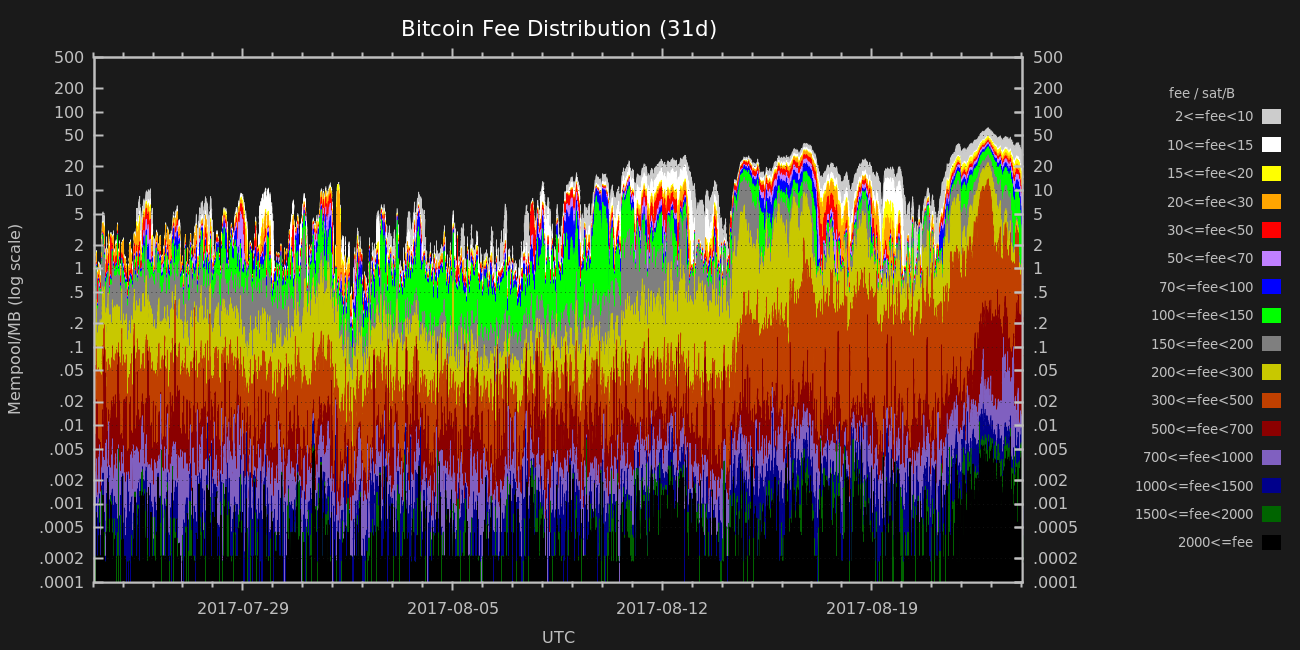 Bitcoin Fee Distribution (31d)
Mempool/MB (log scale)
500
200
100
50
20
10
5
2
1
.5
.2
.1
.05
.02
.01
.005
.002
.001
.0005
.0002
.0001
500
200
100
50
20
10
5
2
1
.5
.2
.1
.05
.02
.01
.005
.002
.001
.0005
.0002
.0001
2017-07-29 2017-08-05 2017-08-12 2017-08-19
UTC
fee / sat/B
2<=fee<10
10<=fee<15
15<=fee<20
20<=fee<30
30<=fee<50
50<=fee<70
70<=fee<100
100<=fee<150
150<=fee<200
200<=fee<300
300<=fee<500
500<=fee<700
700<=fee<1000
1000<=fee<1500
1500<=fee<2000
2000<=fee